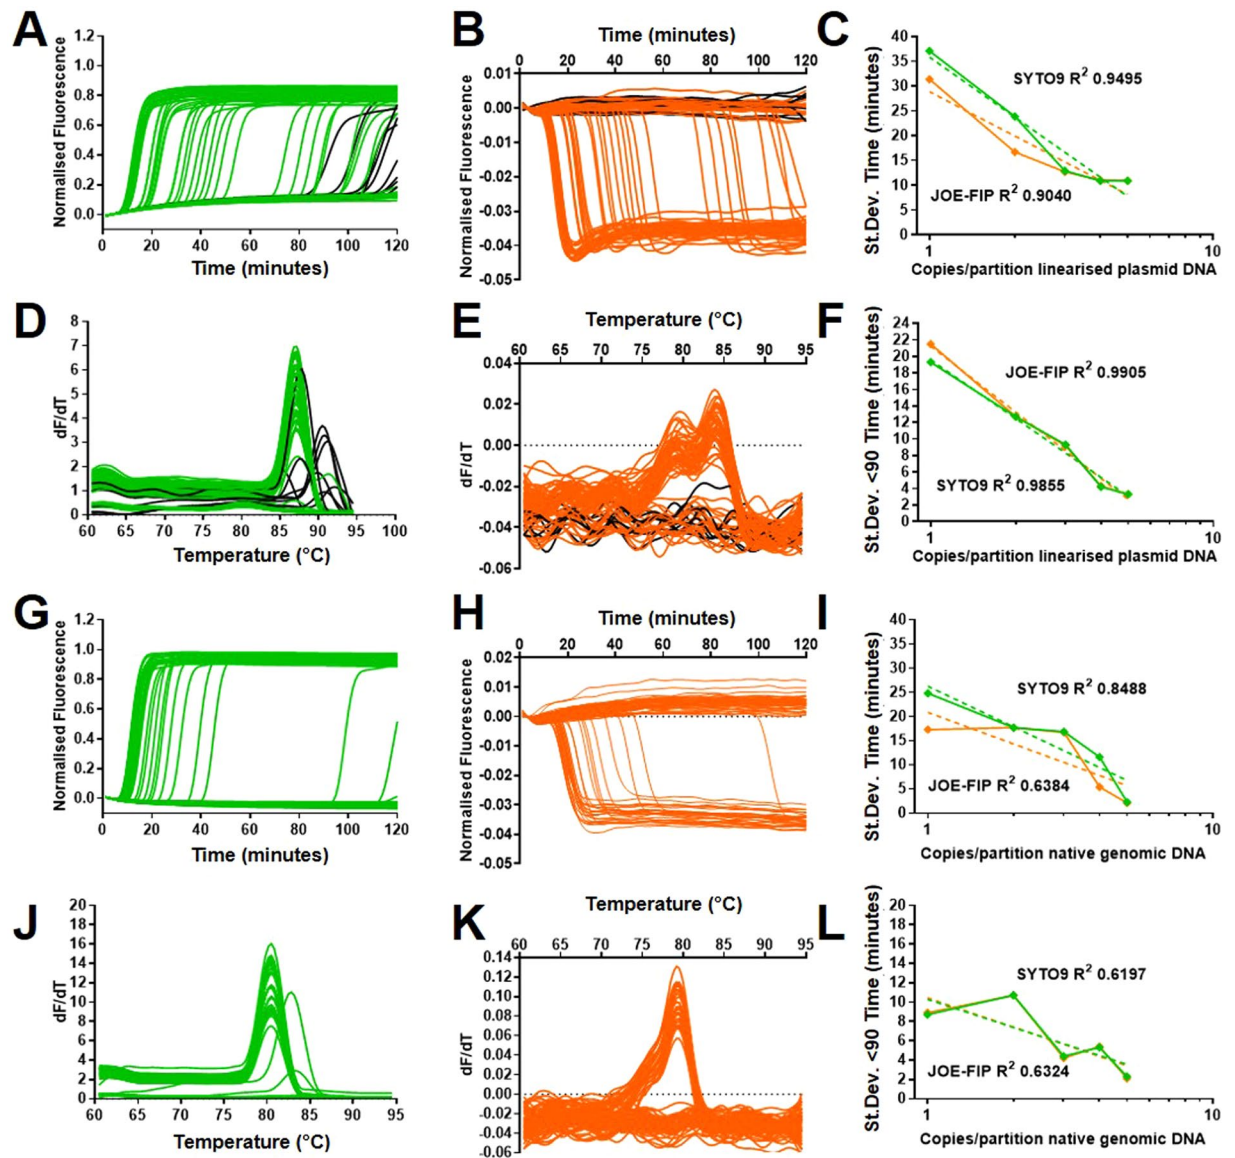 A
Normalised Fluorescence
1.2
1.0
0.8
0.6
0.4
0.2
0.0
0 20 40 60 80 100 120
Time (minutes)
B
Time (minutes)
0 20 40 60 80 100 120
Normalised Fluorescence
0.01
0.00
-0.01
-0.02
-0.03
-0.04
-0.05
C
St.Dev. Time (minutes)
40
35
30
25
20
15
10
5
0
SYTO9 R2 0.9495
JOE-FIP R2 0.9040
1 10
Copies/partition linearised plasmid DNA
D
dF/dT
8
7
6
5
4
3
2
1
0
60 65 70 75 80 85 90 95 100
Temperature (°C)
E
Temperature (°C)
60 65 70 75 80 85 90 95
dF/dT
0.04
0.02
0.00
-0.02
-0.04
-0.06
F
St.Dev. <90 Time (minutes)
24
22
20
18
16
14
12
10
8
6
4
2
0
JOE-FIP R2 0.9905
SYTO9 R2 0.9855
1 10
Copies/partition linearised plasmid DNA
G
Normalised Fluorescence
1.2
1.0
0.8
0.6
0.4
0.2
0.0
0 20 40 60 80 100 120
Time (minutes)
H
Time (minutes)
0 20 40 60 80 100 120
Normalised Fluorescence
0.02
0.01
0.00
-0.01
-0.02
-0.03
-0.04
-0.05
I
St.Dev. Time (minutes)
40
35
30
25
20
15
10
5
0
SYTO9 R2 0.8488
JOE-FIP R2 0.6384
1 10
Copies/partition native genomic DNA
J
dF/dT
20
18
16
14
12
10
8
6
4
2
0
60 65 70 75 80 85 90 95
Temperature (°C)
K
Temperature (°C)
60 65 70 75 80 85 90 95
dF/dT
0.14
0.12
0.10
0.08
0.06
0.04
0.02
0.00
-0.02
-0.04
-0.06
L
St.Dev. <90 Time (minutes)
20
18
16
14
12
10
8
6
4
2
0
SYTO9 R2 0.6197
JOE-FIP R2 0.6324
1 10
Copies/partition native genomic DNA